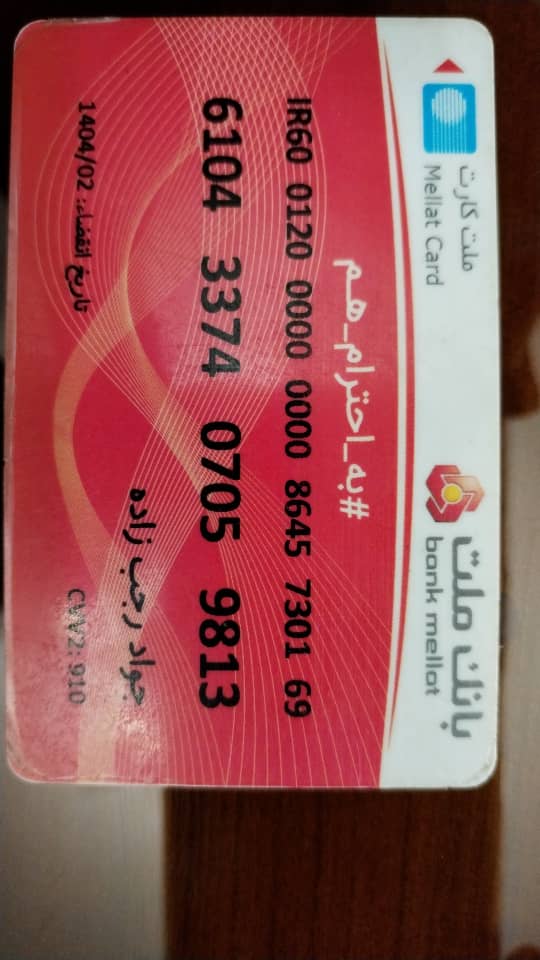 ملت کارت
Mellat Card
بانك ملت
bank mellat
#به_احترام_هم
IR60 0120 0000 0000 8645 7301 69
6104 3374 0705 9813
جواد رجب زاده
تاریخ انقضاء: 1404/02
CVV2: 910